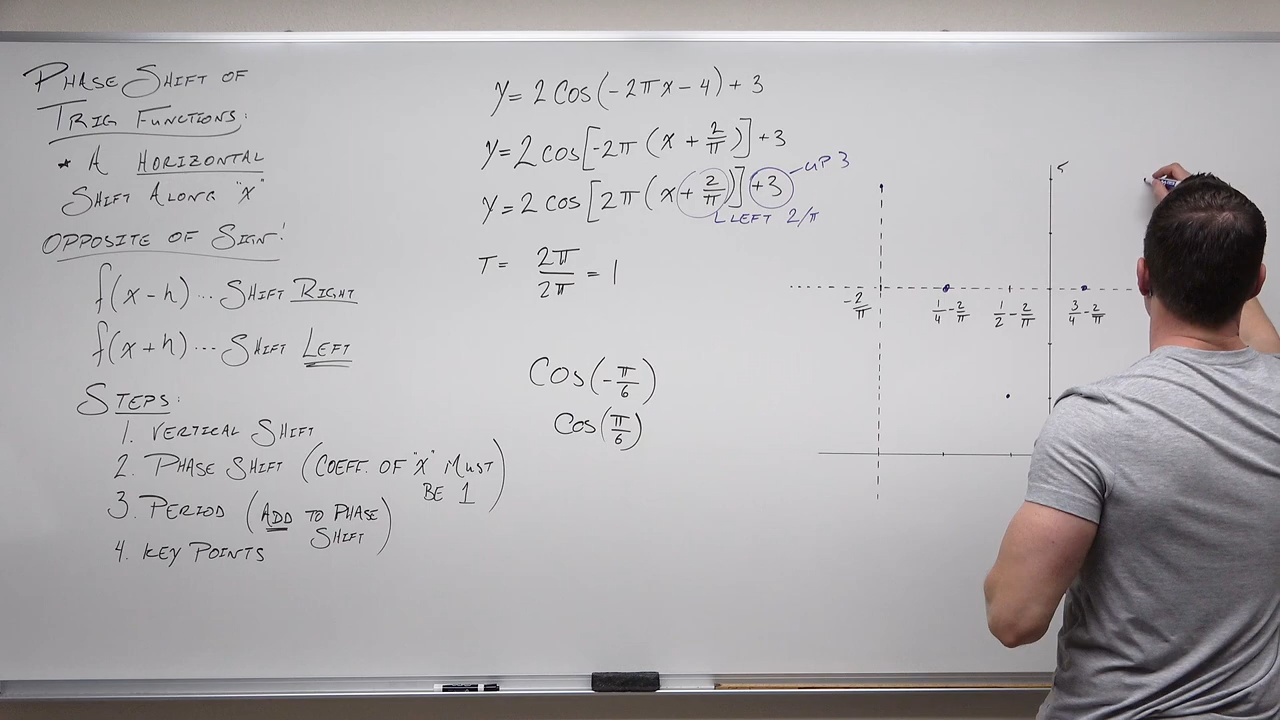 PHASE SHIFT OF
TRIG FUNCTIONS:
* A HORIZONTAL
SHIFT ALONG "X"
OPPOSITE OF SIGN!
f(x-h)... SHIFT RIGHT
f(x+h)... SHIFT LEFT
STEPS:
1. VERTICAL SHIFT
2. PHASE SHIFT (COEFF. OF "X" MUST
BE 1)
3. PERIOD (ADD TO PHASE
SHIFT)
4. KEY POINTS
y = 2 cos(-2πx - 4) + 3
y = 2 cos[-2π(x + 2/π)] + 3
y = 2 cos[2π(x + 2/π)] + 3
UP 3
LEFT 2/π
T = 2π/2π = 1
Cos(-π/6)
Cos(π/6)
5
-2/π
1/4 - 2/π
1/2 - 2/π
3/4 - 2/π